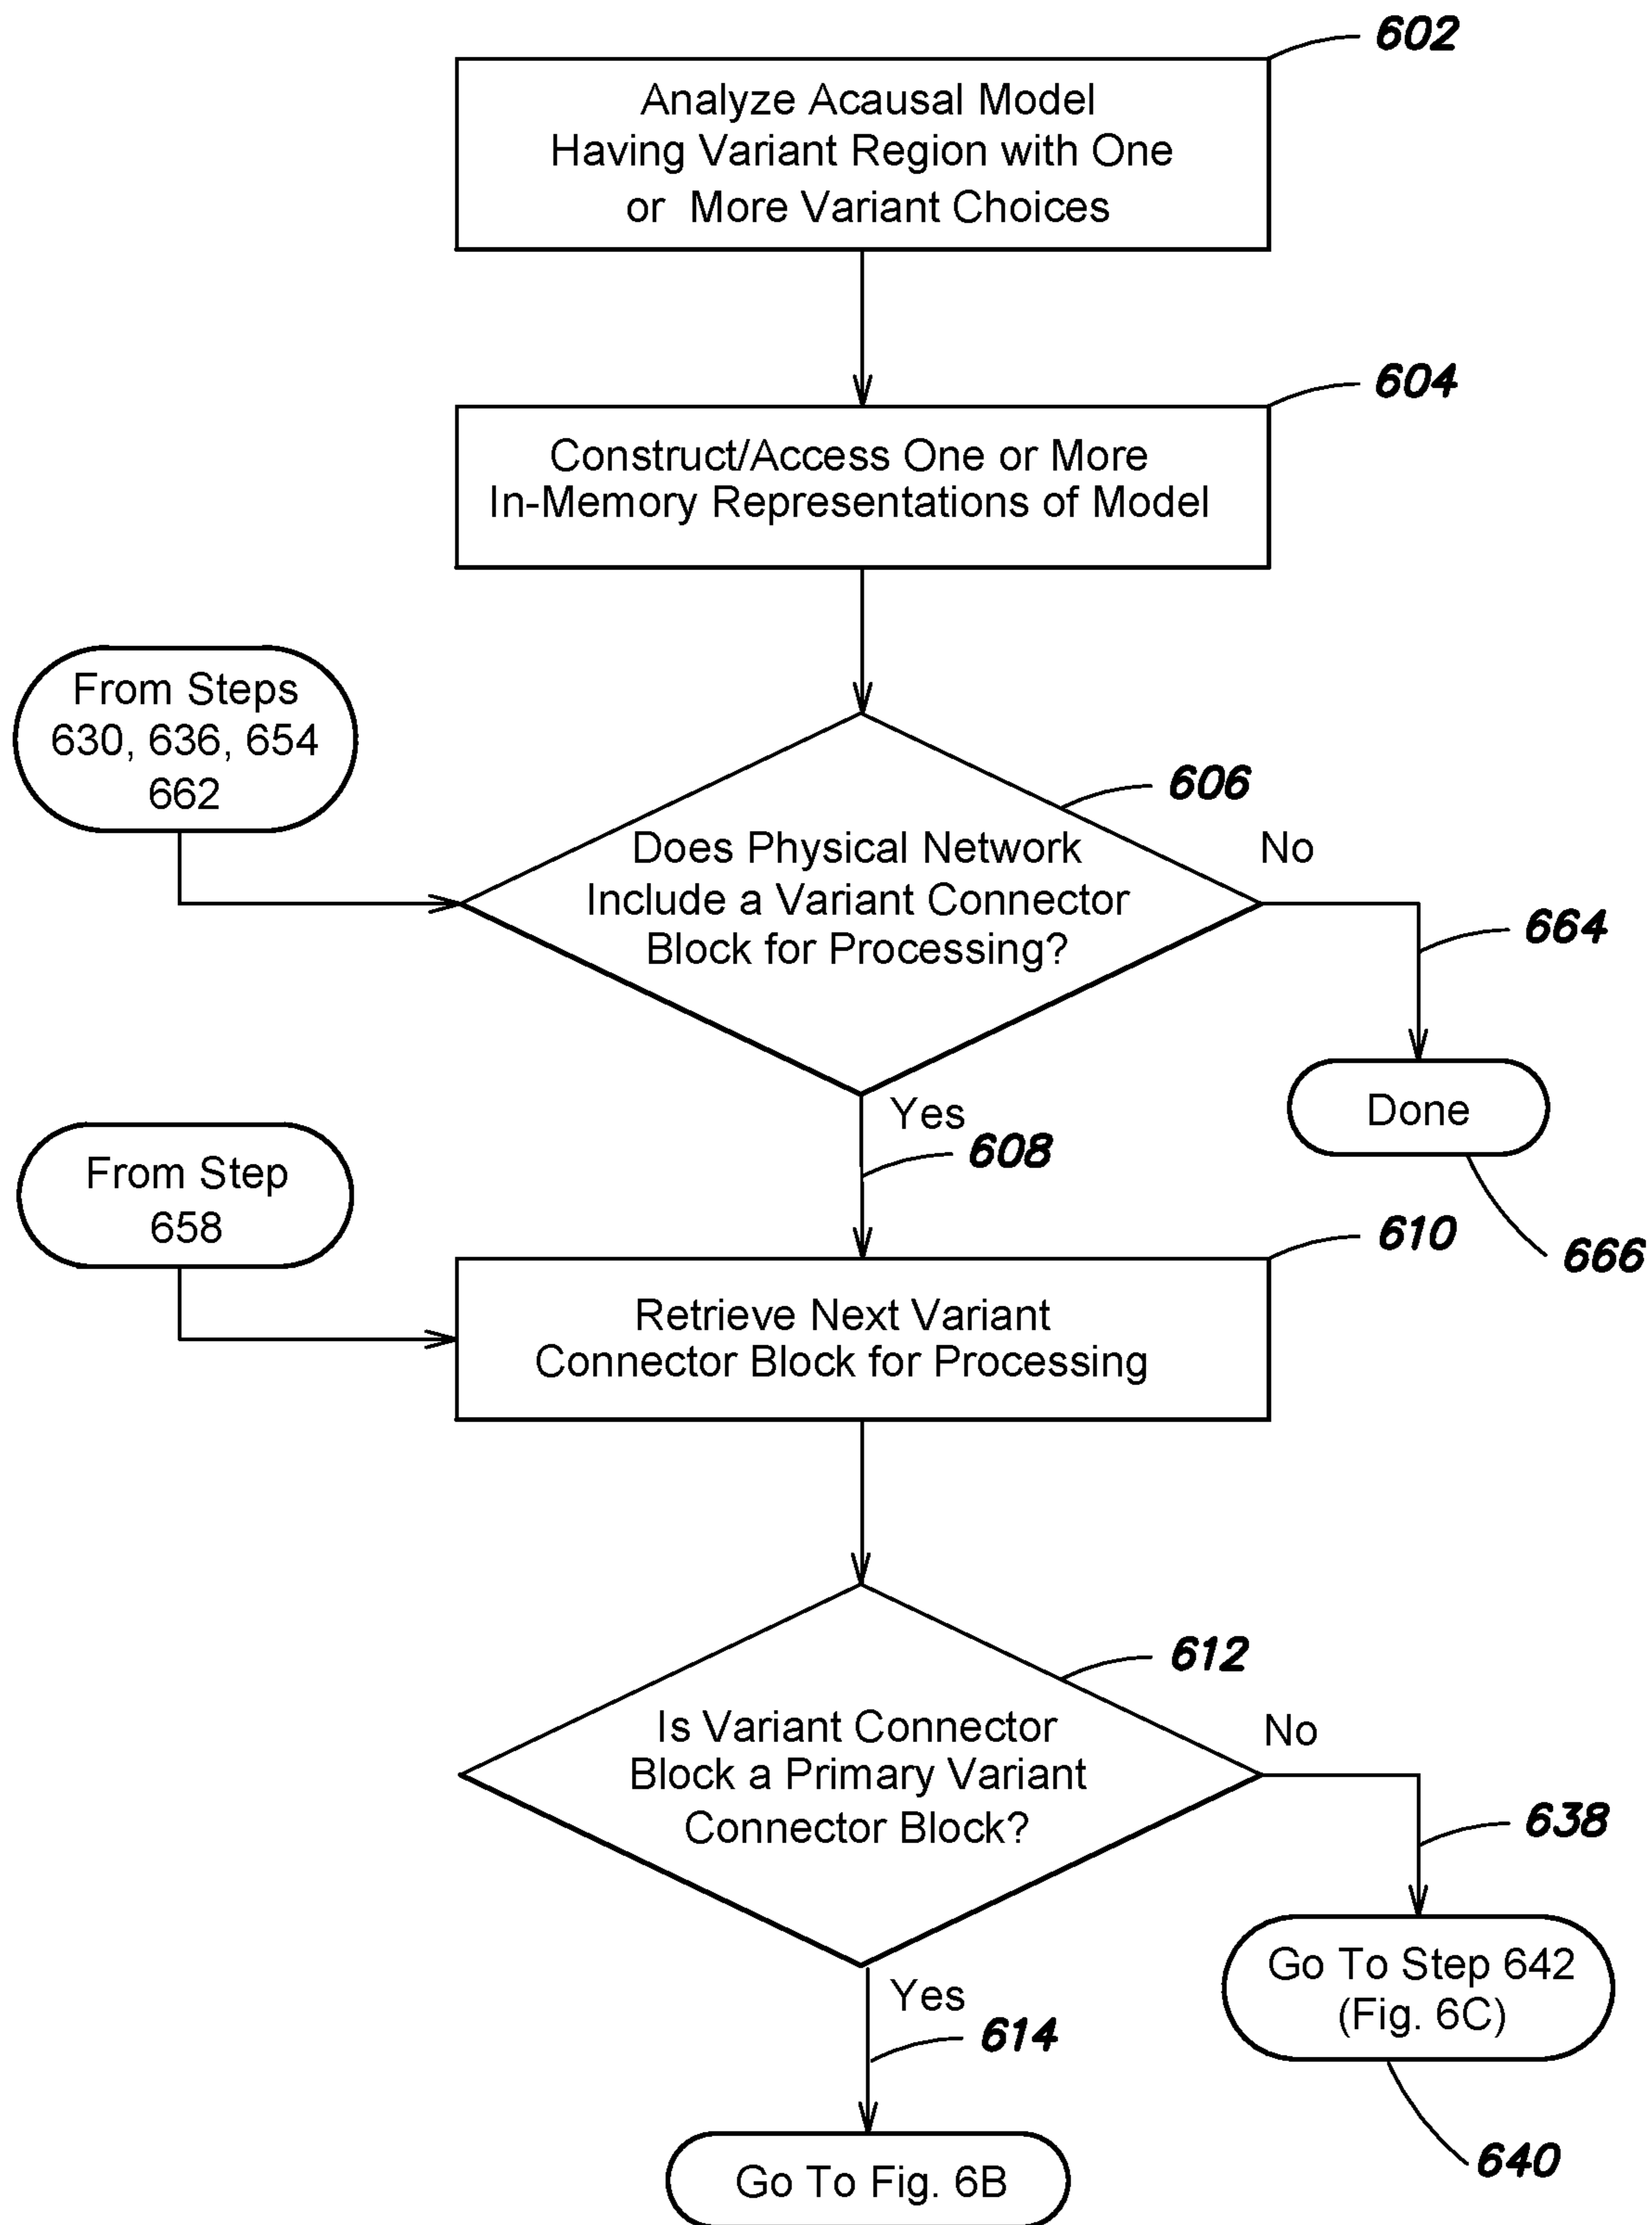 602
Analyze Acausal Model
Having Variant Region with One
or More Variant Choices
604
Construct/Access One or More
In-Memory Representations of Model
From Steps
630, 636, 654
662
606
Does Physical Network
Include a Variant Connector
Block for Processing?
No
664
Done
666
Yes
608
From Step
658
610
Retrieve Next Variant
Connector Block for Processing
612
Is Variant Connector
Block a Primary Variant
Connector Block?
No
638
Go To Step 642
(Fig. 6C)
640
Yes
614
Go To Fig. 6B